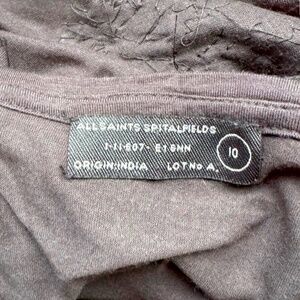 ALLSAINTS SPITALFIELDS
1-11-E07- E1 6HN
ORIGIN:INDIA LOT No A.
10